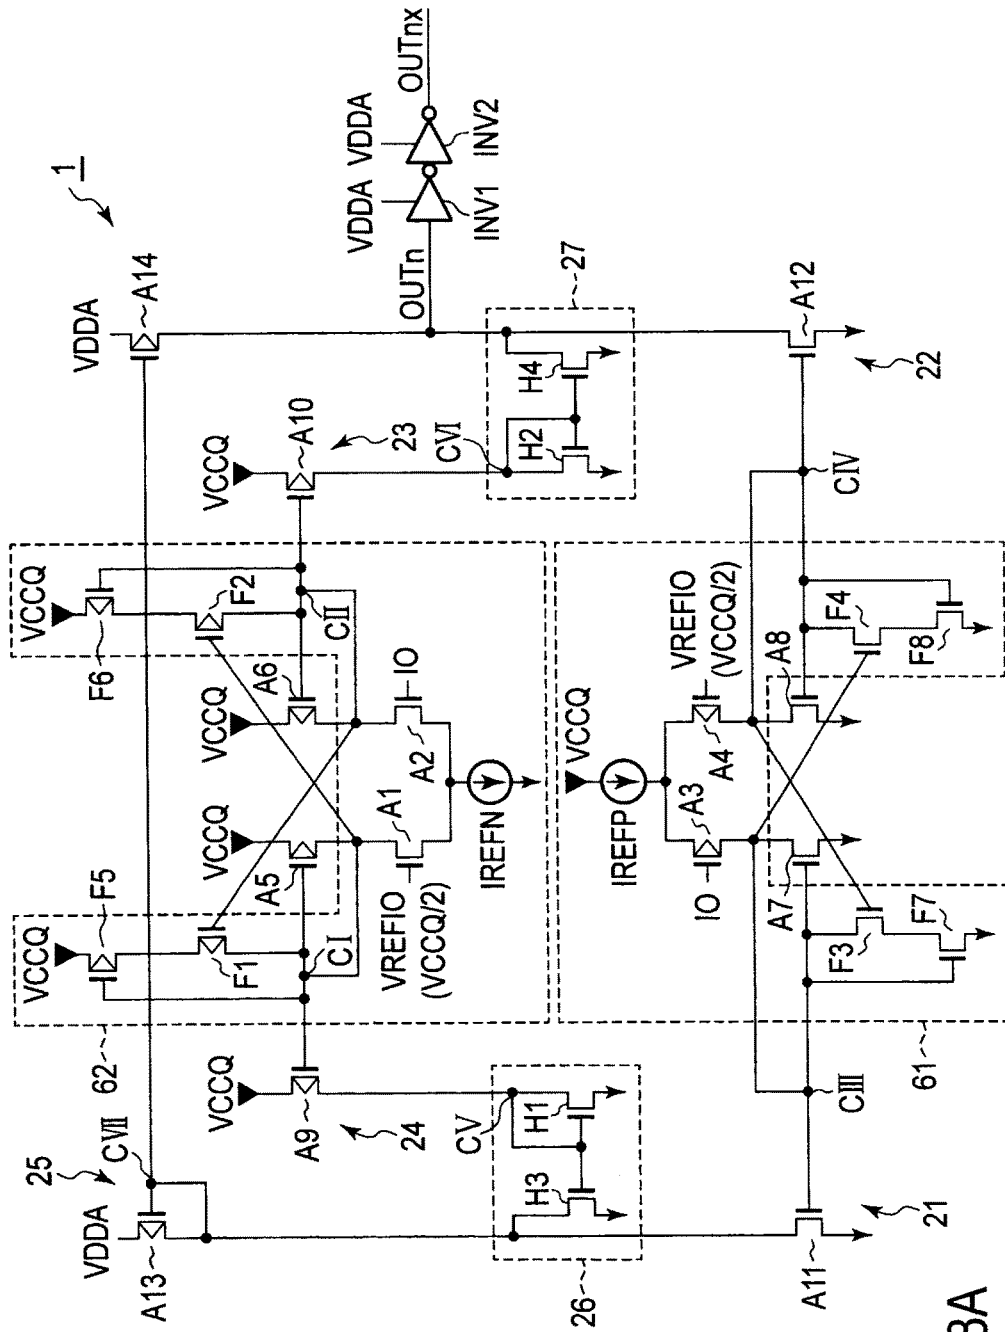 1
VDDA
A14
VDDA
VDDA
OUTn
OUTnx
INV1
INV2
27
VCCQ
A10
23
CVI
H2
H4
A12
22
CIV
VCCQ
F6
F2
CII
VCCQ
A6
A2
IO
VCCQ
A5
A1
VREFIO
(VCCQ/2)
IREFN
VCCQ
F5
F1
CI
62
VCCQ
IREFP
VREFIO
(VCCQ/2)
A4
A8
F4
F8
IO
A3
A7
F3
F7
61
CIII
VCCQ
A9
24
CV
H1
H3
26
25
CVII
VDDA
A13
A11
21